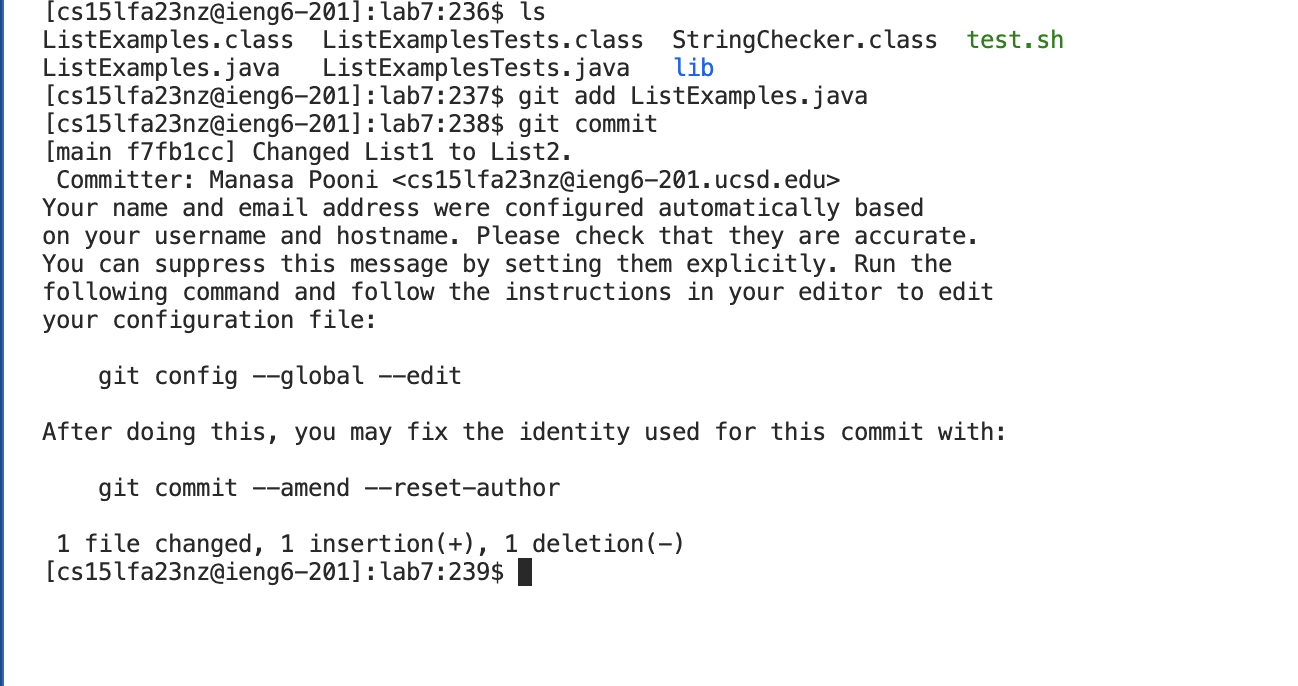 [cs15lfa23nz@ieng6-201]:lab7:236$ ls
ListExamples.class  ListExamplesTests.class  StringChecker.class  test.sh
ListExamples.java   ListExamplesTests.java   lib
[cs15lfa23nz@ieng6-201]:lab7:237$ git add ListExamples.java
[cs15lfa23nz@ieng6-201]:lab7:238$ git commit
[main f7fb1cc] Changed List1 to List2.
 Committer: Manasa Pooni <cs15lfa23nz@ieng6-201.ucsd.edu>
Your name and email address were configured automatically based
on your username and hostname. Please check that they are accurate.
You can suppress this message by setting them explicitly. Run the
following command and follow the instructions in your editor to edit
your configuration file:

    git config --global --edit

After doing this, you may fix the identity used for this commit with:

    git commit --amend --reset-author

 1 file changed, 1 insertion(+), 1 deletion(-)
[cs15lfa23nz@ieng6-201]:lab7:239$